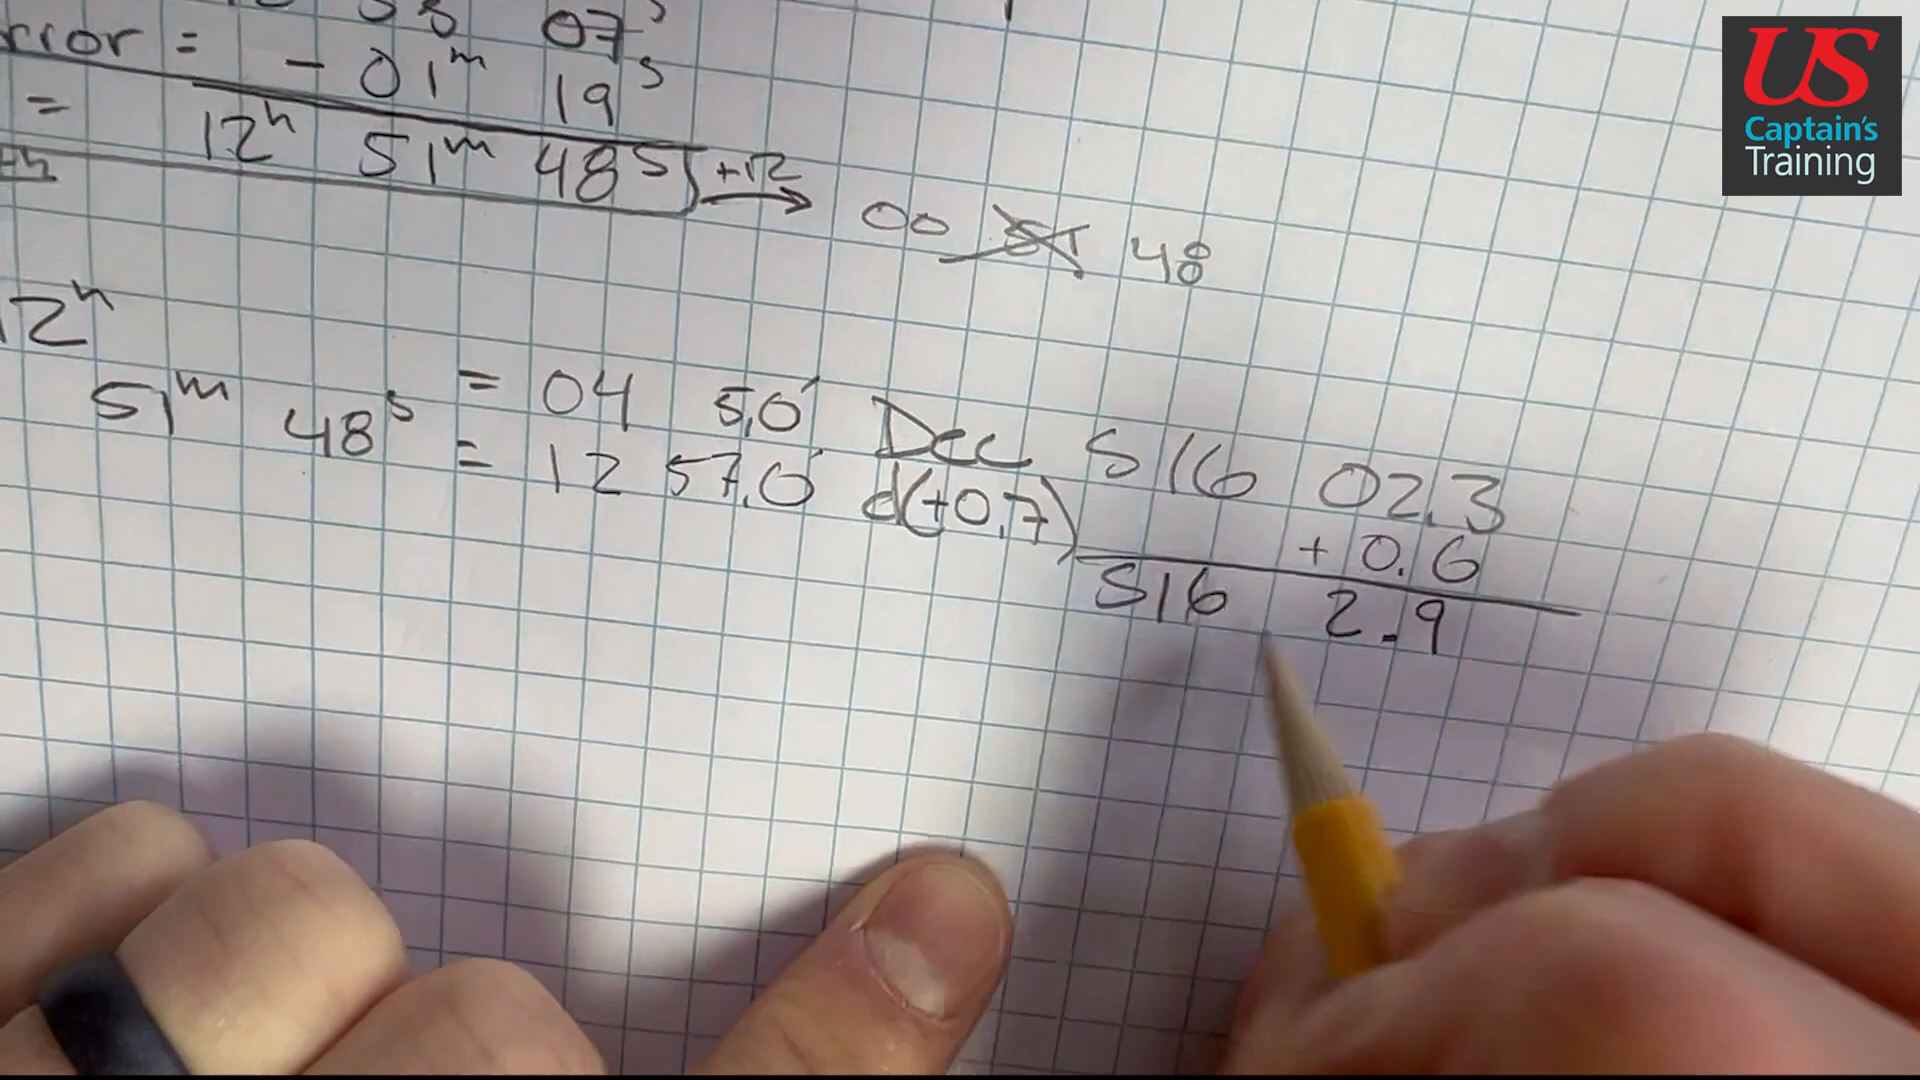 07s
rror = - 01m 19s
= 12h 51m 48s +12 → 00 51 48
12h = 04 5.0' Dec S16 02.3
51m 48s = 12 57.0' d(+0.7) + 0.6
S16 2.9
US
Captain's
Training